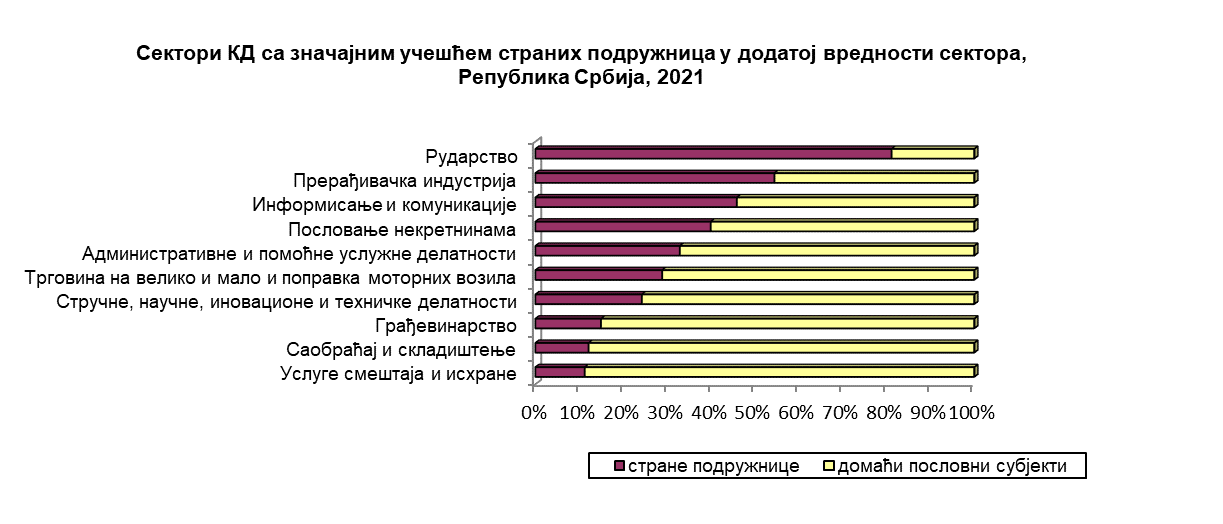 Сектори КД са значајним учешћем страних подружница у додатој вредности сектора,
Република Србија, 2021
Рударство
Прерађивачка индустрија
Информисање и комуникације
Пословање некретнинама
Административне и помоћне услужне делатности
Трговина на велико и мало и поправка моторних возила
Стручне, научне, иновационе и техничке делатности
Грађевинарство
Саобраћај и складиштење
Услуге смештаја и исхране
0% 10% 20% 30% 40% 50% 60% 70% 80% 90% 100%
стране подружнице домаћи пословни субјекти